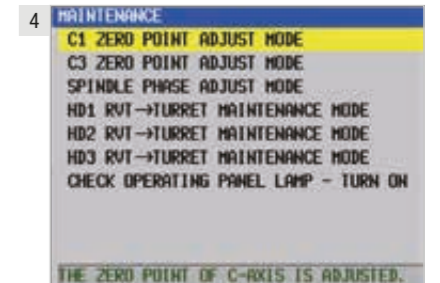 4
MAINTENANCE
C1 ZERO POINT ADJUST MODE
C3 ZERO POINT ADJUST MODE
SPINDLE PHASE ADJUST MODE
HD1 RVT→TURRET MAINTENANCE MODE
HD2 RVT→TURRET MAINTENANCE MODE
HD3 RVT→TURRET MAINTENANCE MODE
CHECK OPERATING PANEL LAMP - TURN ON
THE ZERO POINT OF C-AXIS IS ADJUSTED.